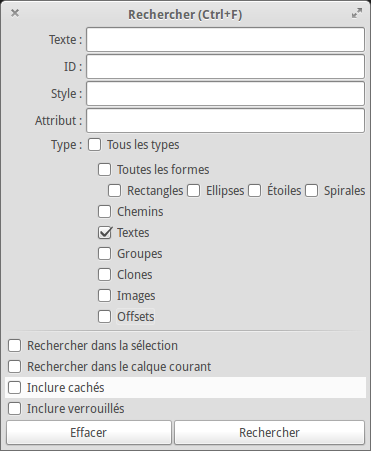 Rechercher (Ctrl+F)
Texte :
ID :
Style :
Attribut :
Type : Tous les types
Toutes les formes
Rectangles Ellipses Étoiles Spirales
Chemins
Textes
Groupes
Clones
Images
Offsets
Rechercher dans la sélection
Rechercher dans le calque courant
Inclure cachés
Inclure verrouillés
Effacer Rechercher